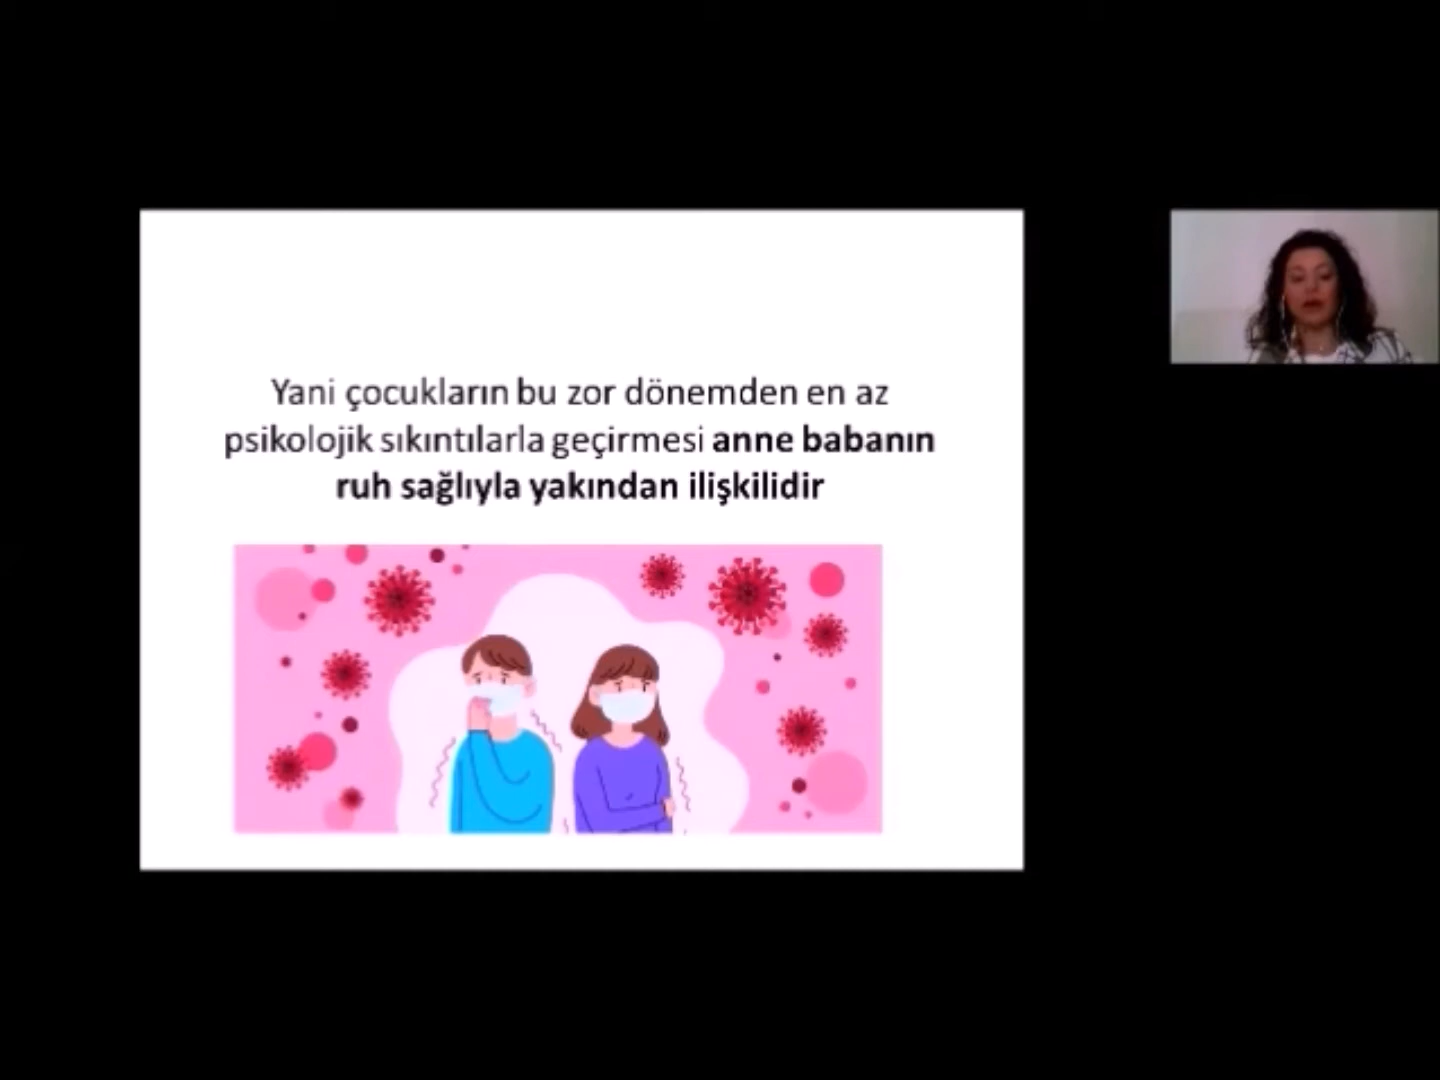 Yani çocukların bu zor dönemden en az
psikolojik sıkıntılarla geçirmesi anne babanın
ruh sağlıyla yakından ilişkilidir